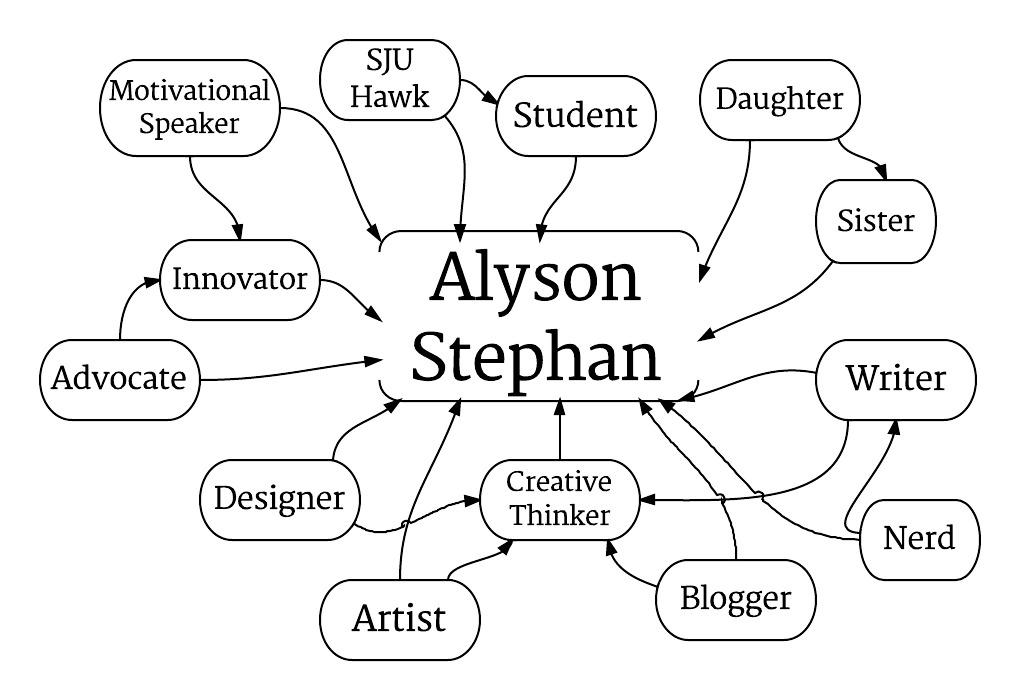 SJU
Hawk
Motivational
Speaker
Student
Daughter
Sister
Innovator
Alyson
Stephan
Advocate
Writer
Designer
Creative
Thinker
Nerd
Artist
Blogger